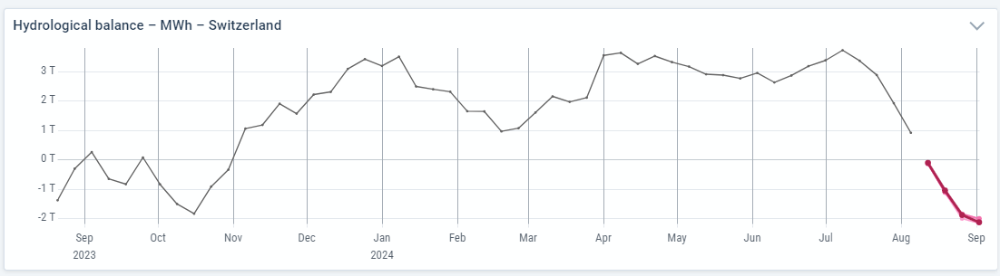 Hydrological balance – MWh – Switzerland
3 T
2 T
1 T
0 T
-1 T
-2 T
Sep Oct Nov Dec Jan Feb Mar Apr May Jun Jul Aug Sep
2023 2024